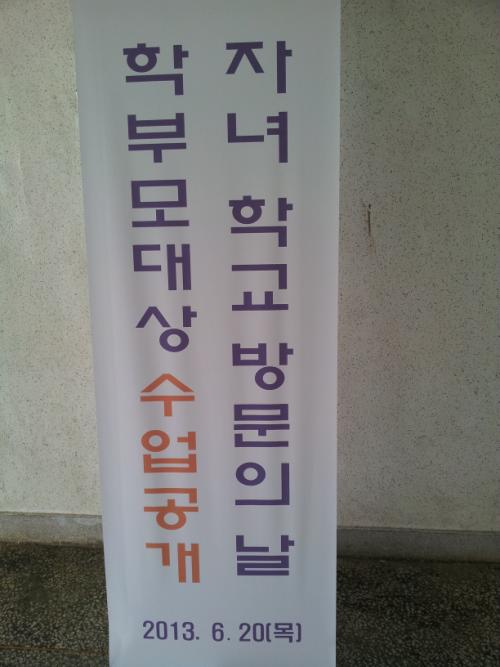 자녀 학교 방문의 날
학부모대상 수업공개
2013. 6. 20(목)